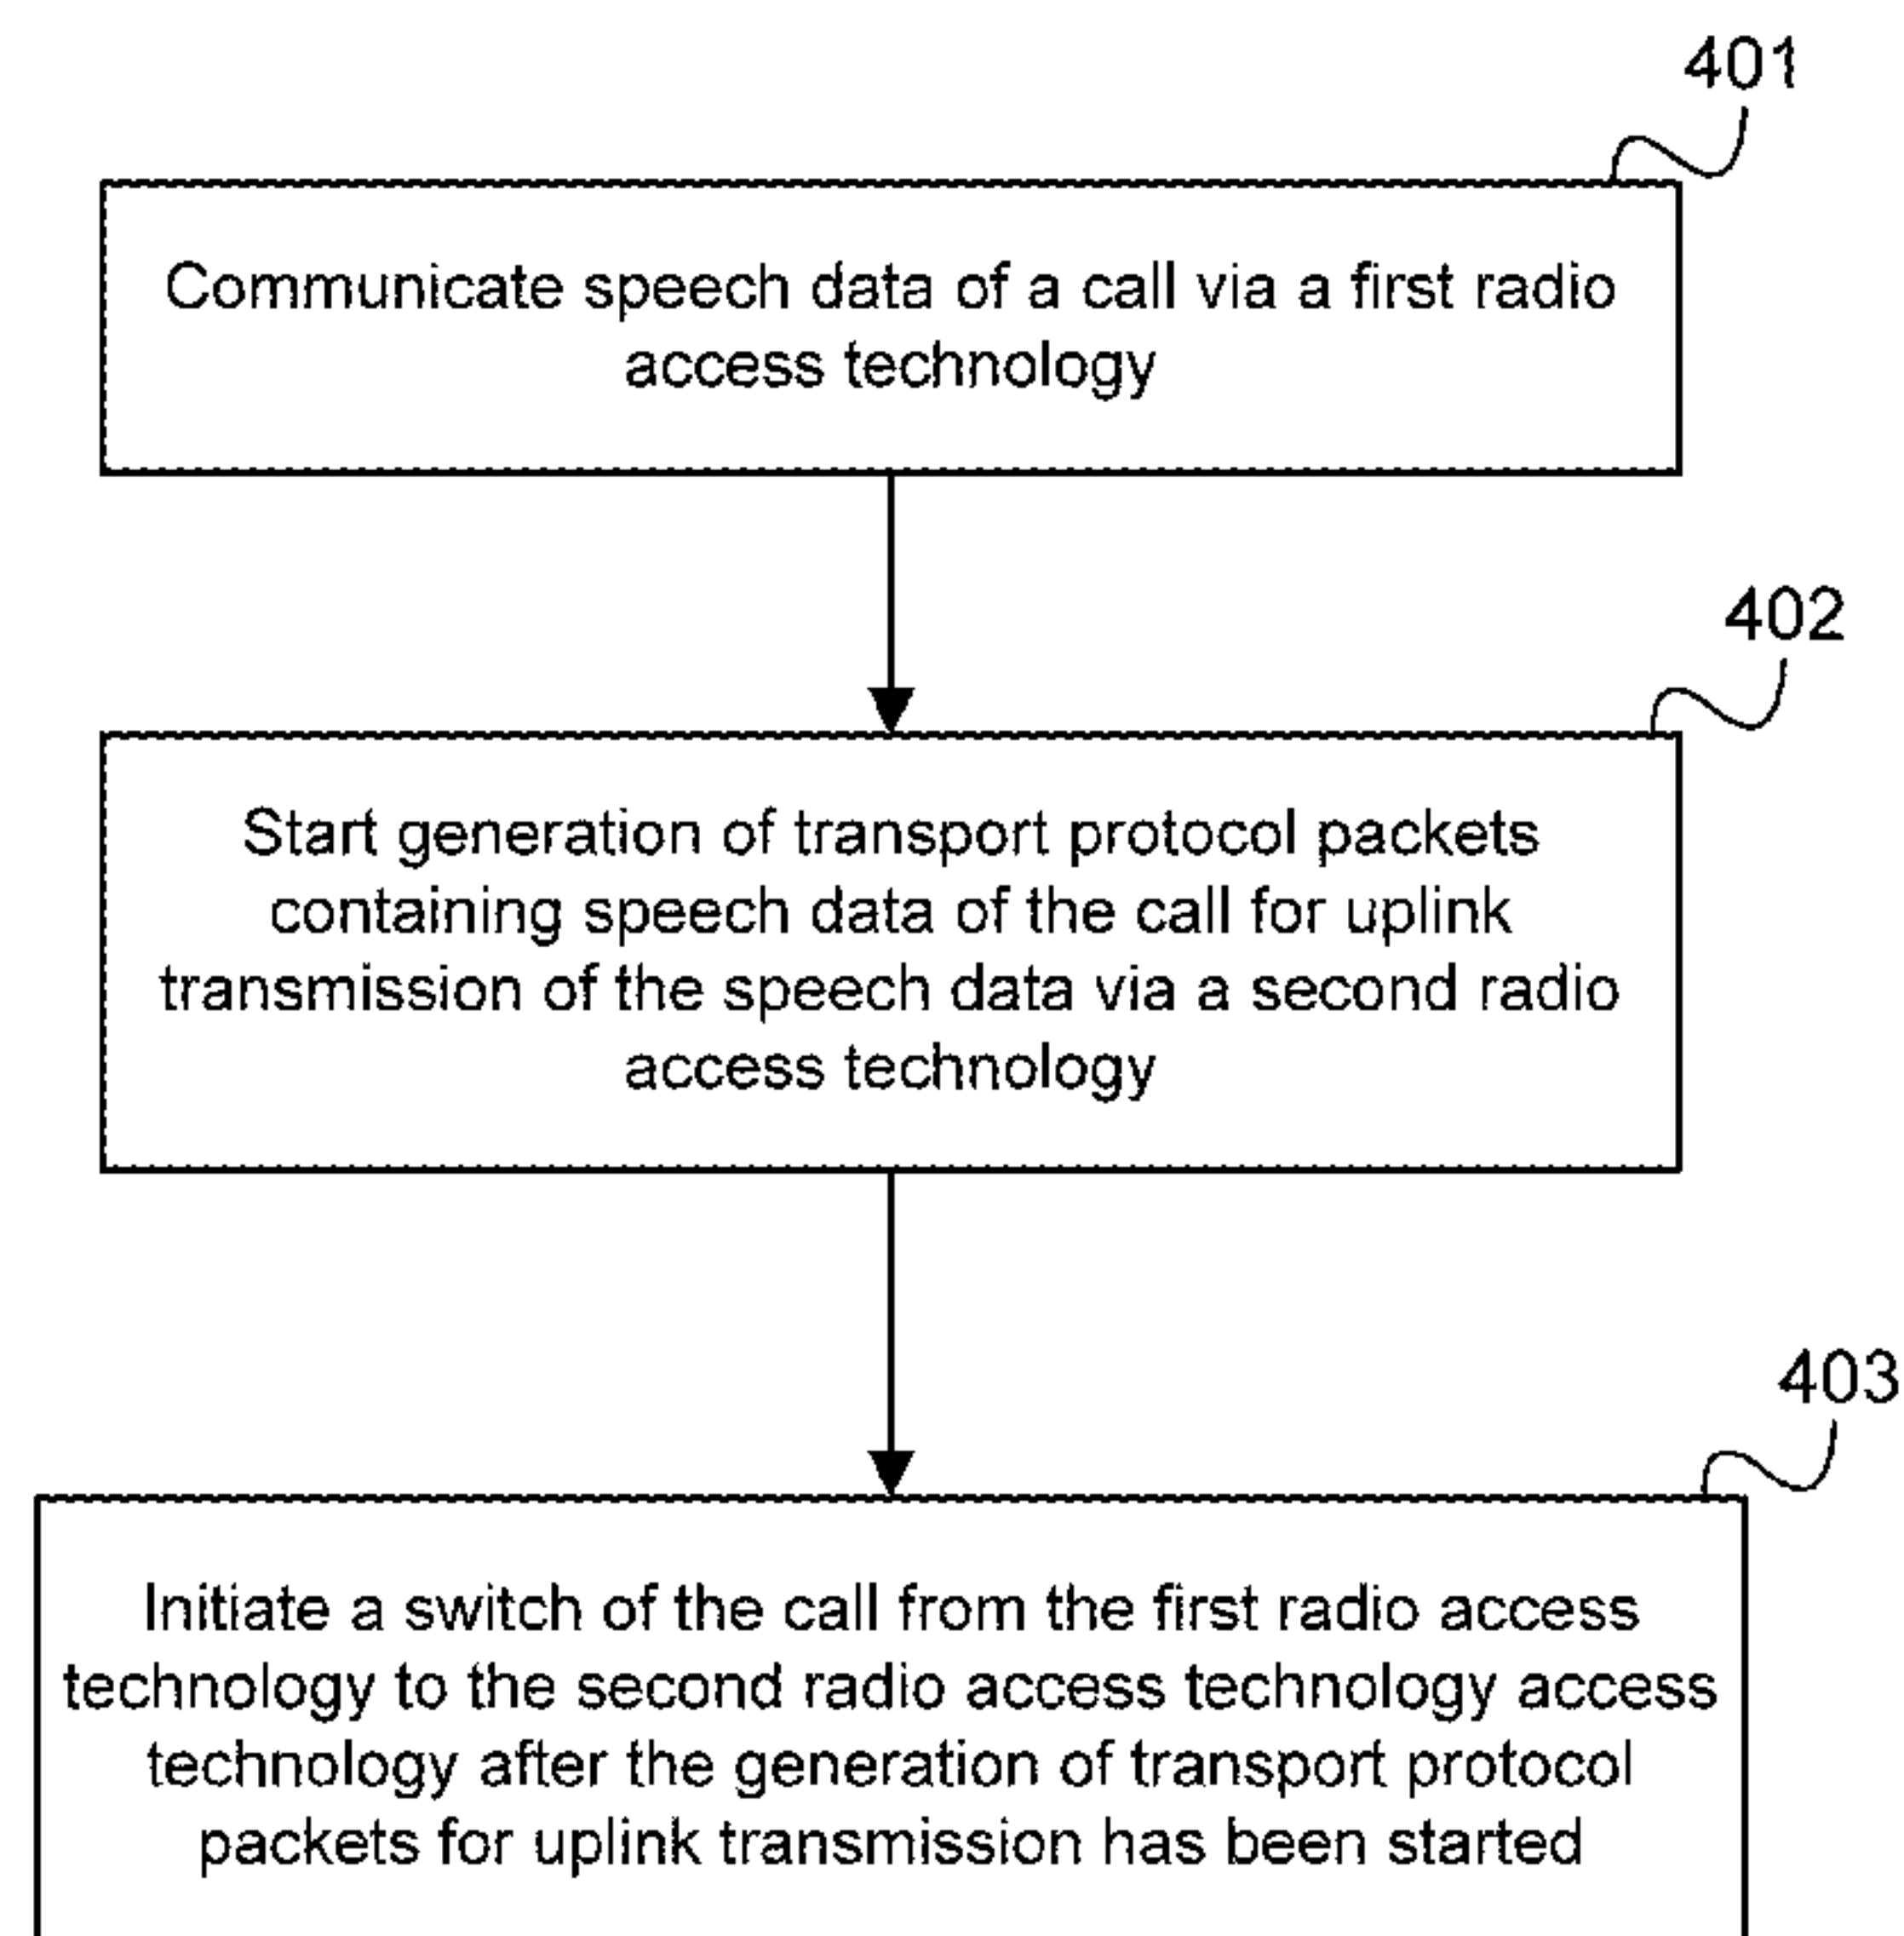 401
Communicate speech data of a call via a first radio
access technology
402
Start generation of transport protocol packets
containing speech data of the call for uplink
transmission of the speech data via a second radio
access technology
403
Initiate a switch of the call from the first radio access
technology to the second radio access technology access
technology after the generation of transport protocol
packets for uplink transmission has been started